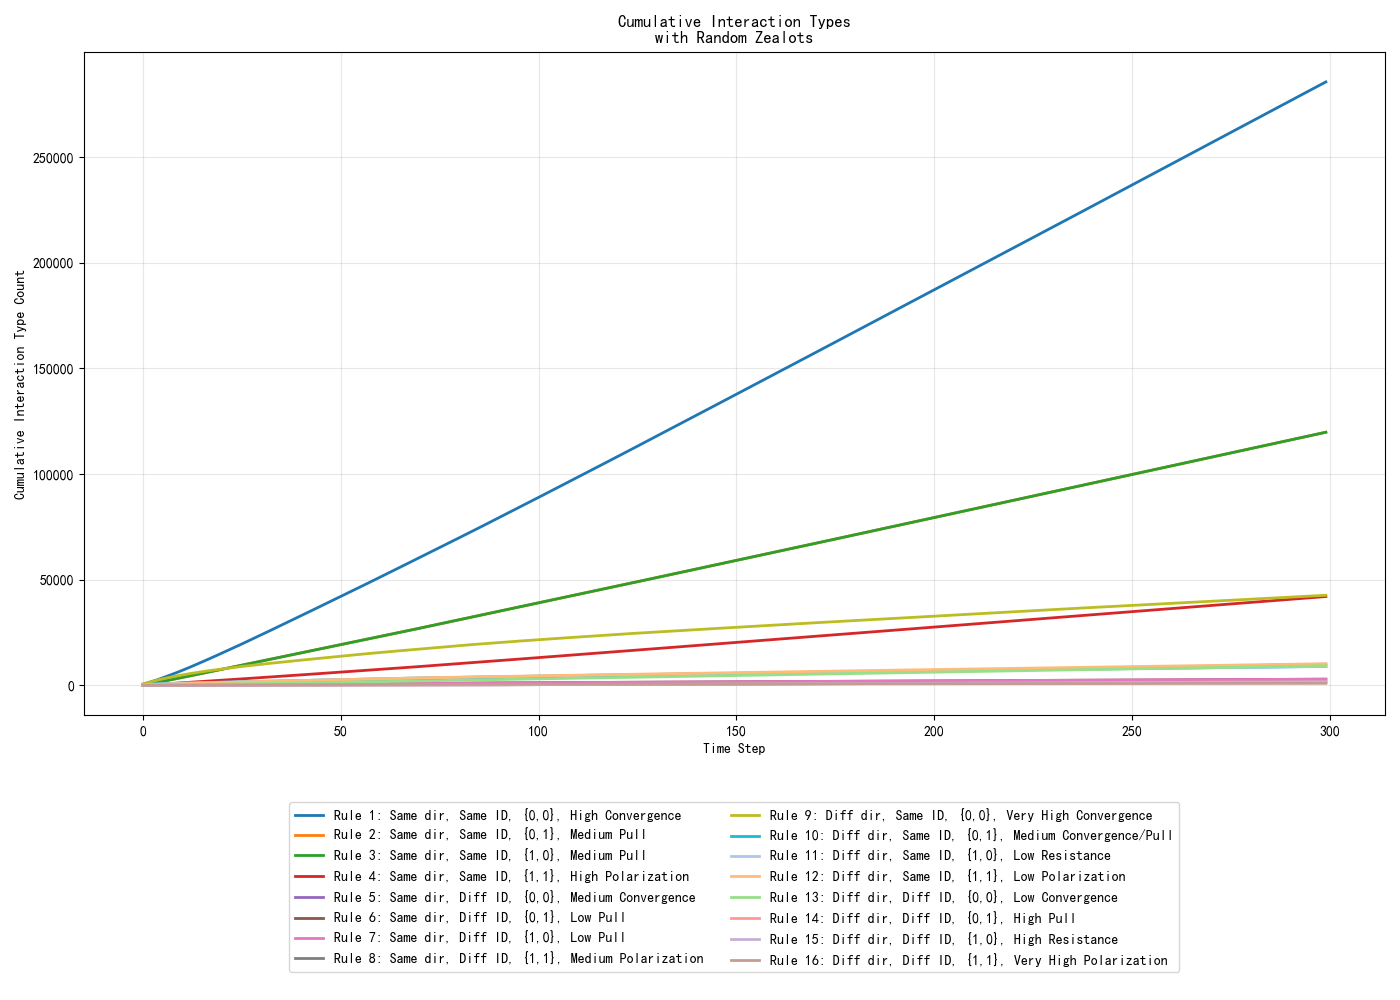 Cumulative Interaction Types
with Random Zealots
Cumulative Interaction Type Count
250000
200000
150000
100000
50000
0
0 50 100 150 200 250 300
Time Step
Rule 1: Same dir, Same ID, {0,0}, High Convergence
Rule 2: Same dir, Same ID, {0,1}, Medium Pull
Rule 3: Same dir, Same ID, {1,0}, Medium Pull
Rule 4: Same dir, Same ID, {1,1}, High Polarization
Rule 5: Same dir, Diff ID, {0,0}, Medium Convergence
Rule 6: Same dir, Diff ID, {0,1}, Low Pull
Rule 7: Same dir, Diff ID, {1,0}, Low Pull
Rule 8: Same dir, Diff ID, {1,1}, Medium Polarization
Rule 9: Diff dir, Same ID, {0,0}, Very High Convergence
Rule 10: Diff dir, Same ID, {0,1}, Medium Convergence/Pull
Rule 11: Diff dir, Same ID, {1,0}, Low Resistance
Rule 12: Diff dir, Same ID, {1,1}, Low Polarization
Rule 13: Diff dir, Diff ID, {0,0}, Low Convergence
Rule 14: Diff dir, Diff ID, {0,1}, High Pull
Rule 15: Diff dir, Diff ID, {1,0}, High Resistance
Rule 16: Diff dir, Diff ID, {1,1}, Very High Polarization